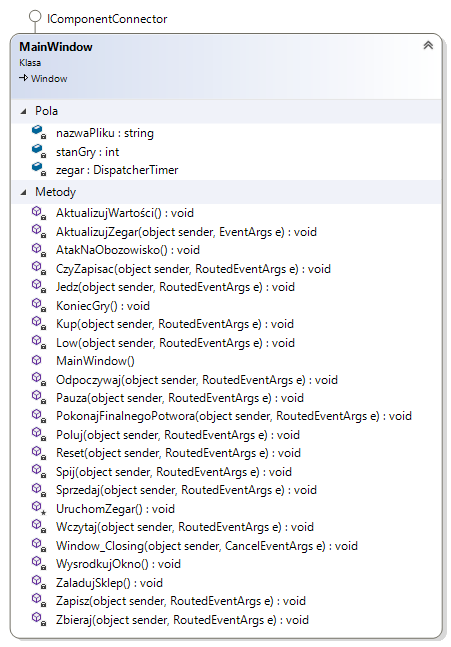 IComponentConnector
MainWindow
Klasa
Window
Pola
nazwaPliku : string
stanGry : int
zegar : DispatcherTimer
Metody
AktualizujWartości() : void
AktualizujZegar(object sender, EventArgs e) : void
AtakNaObozowisko() : void
CzyZapisac(object sender, RoutedEventArgs e) : void
Jedz(object sender, RoutedEventArgs e) : void
KoniecGry() : void
Kup(object sender, RoutedEventArgs e) : void
Low(object sender, RoutedEventArgs e) : void
MainWindow()
Odpoczywaj(object sender, RoutedEventArgs e) : void
Pauza(object sender, RoutedEventArgs e) : void
PokonajFinalnegoPotwora(object sender, RoutedEventArgs e) : void
Poluj(object sender, RoutedEventArgs e) : void
Reset(object sender, RoutedEventArgs e) : void
Spij(object sender, RoutedEventArgs e) : void
Sprzedaj(object sender, RoutedEventArgs e) : void
UruchomZegar() : void
Wczytaj(object sender, RoutedEventArgs e) : void
Window_Closing(object sender, CancelEventArgs e) : void
WysrodkujOkno() : void
ZaladujSklep() : void
Zapisz(object sender, RoutedEventArgs e) : void
Zbieraj(object sender, RoutedEventArgs e) : void